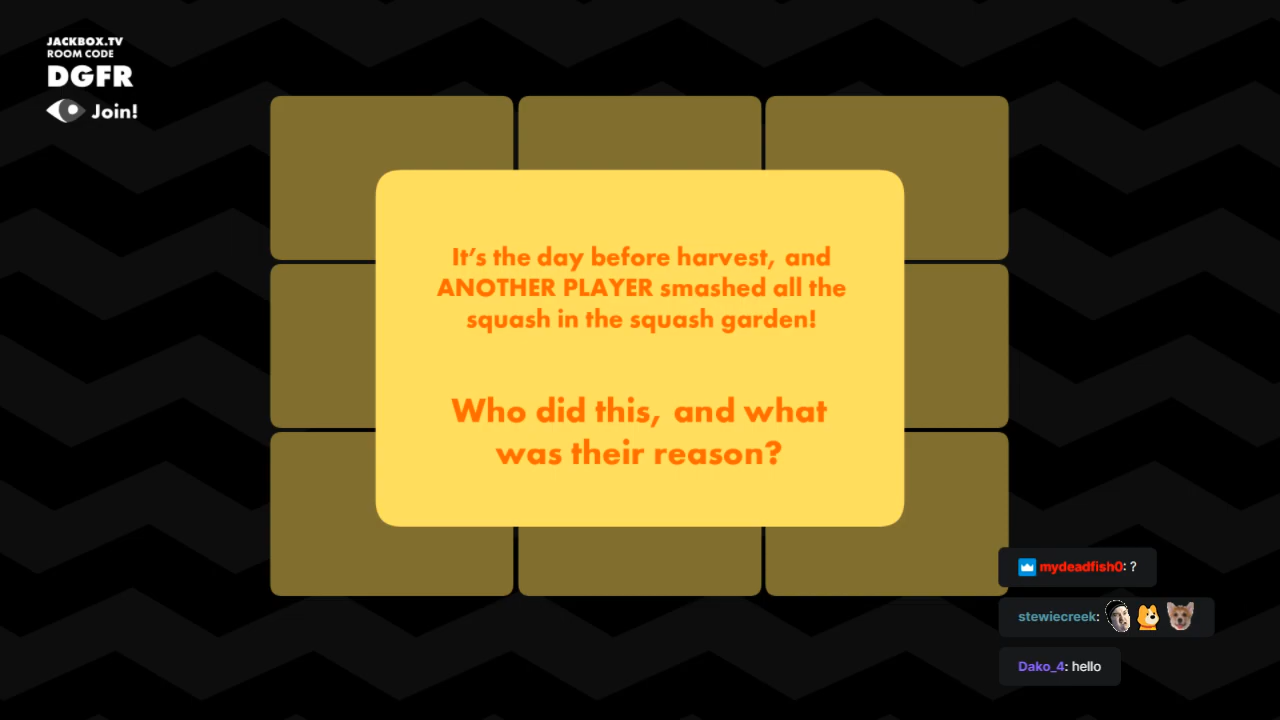 JACKBOX.TV
ROOM CODE
DGFR
Join!
It's the day before harvest, and
ANOTHER PLAYER smashed all the
squash in the squash garden!
Who did this, and what
was their reason?
mydeadfish0: ?
stewiecreek:
Dako_4: hello